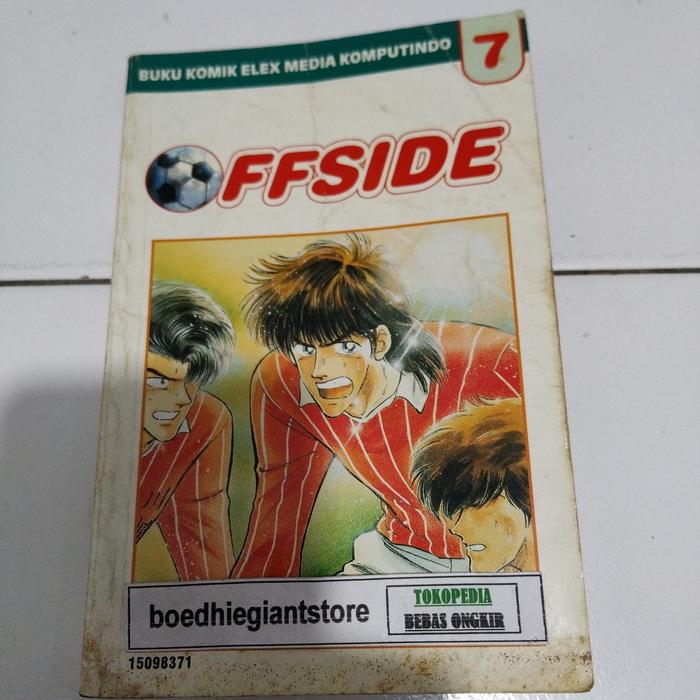 BUKU KOMIK ELEX MEDIA KOMPUTINDO
7
OFFSIDE
boedhiegiantstore
TOKOPEDIA
BEBAS ONGKIR
15098371